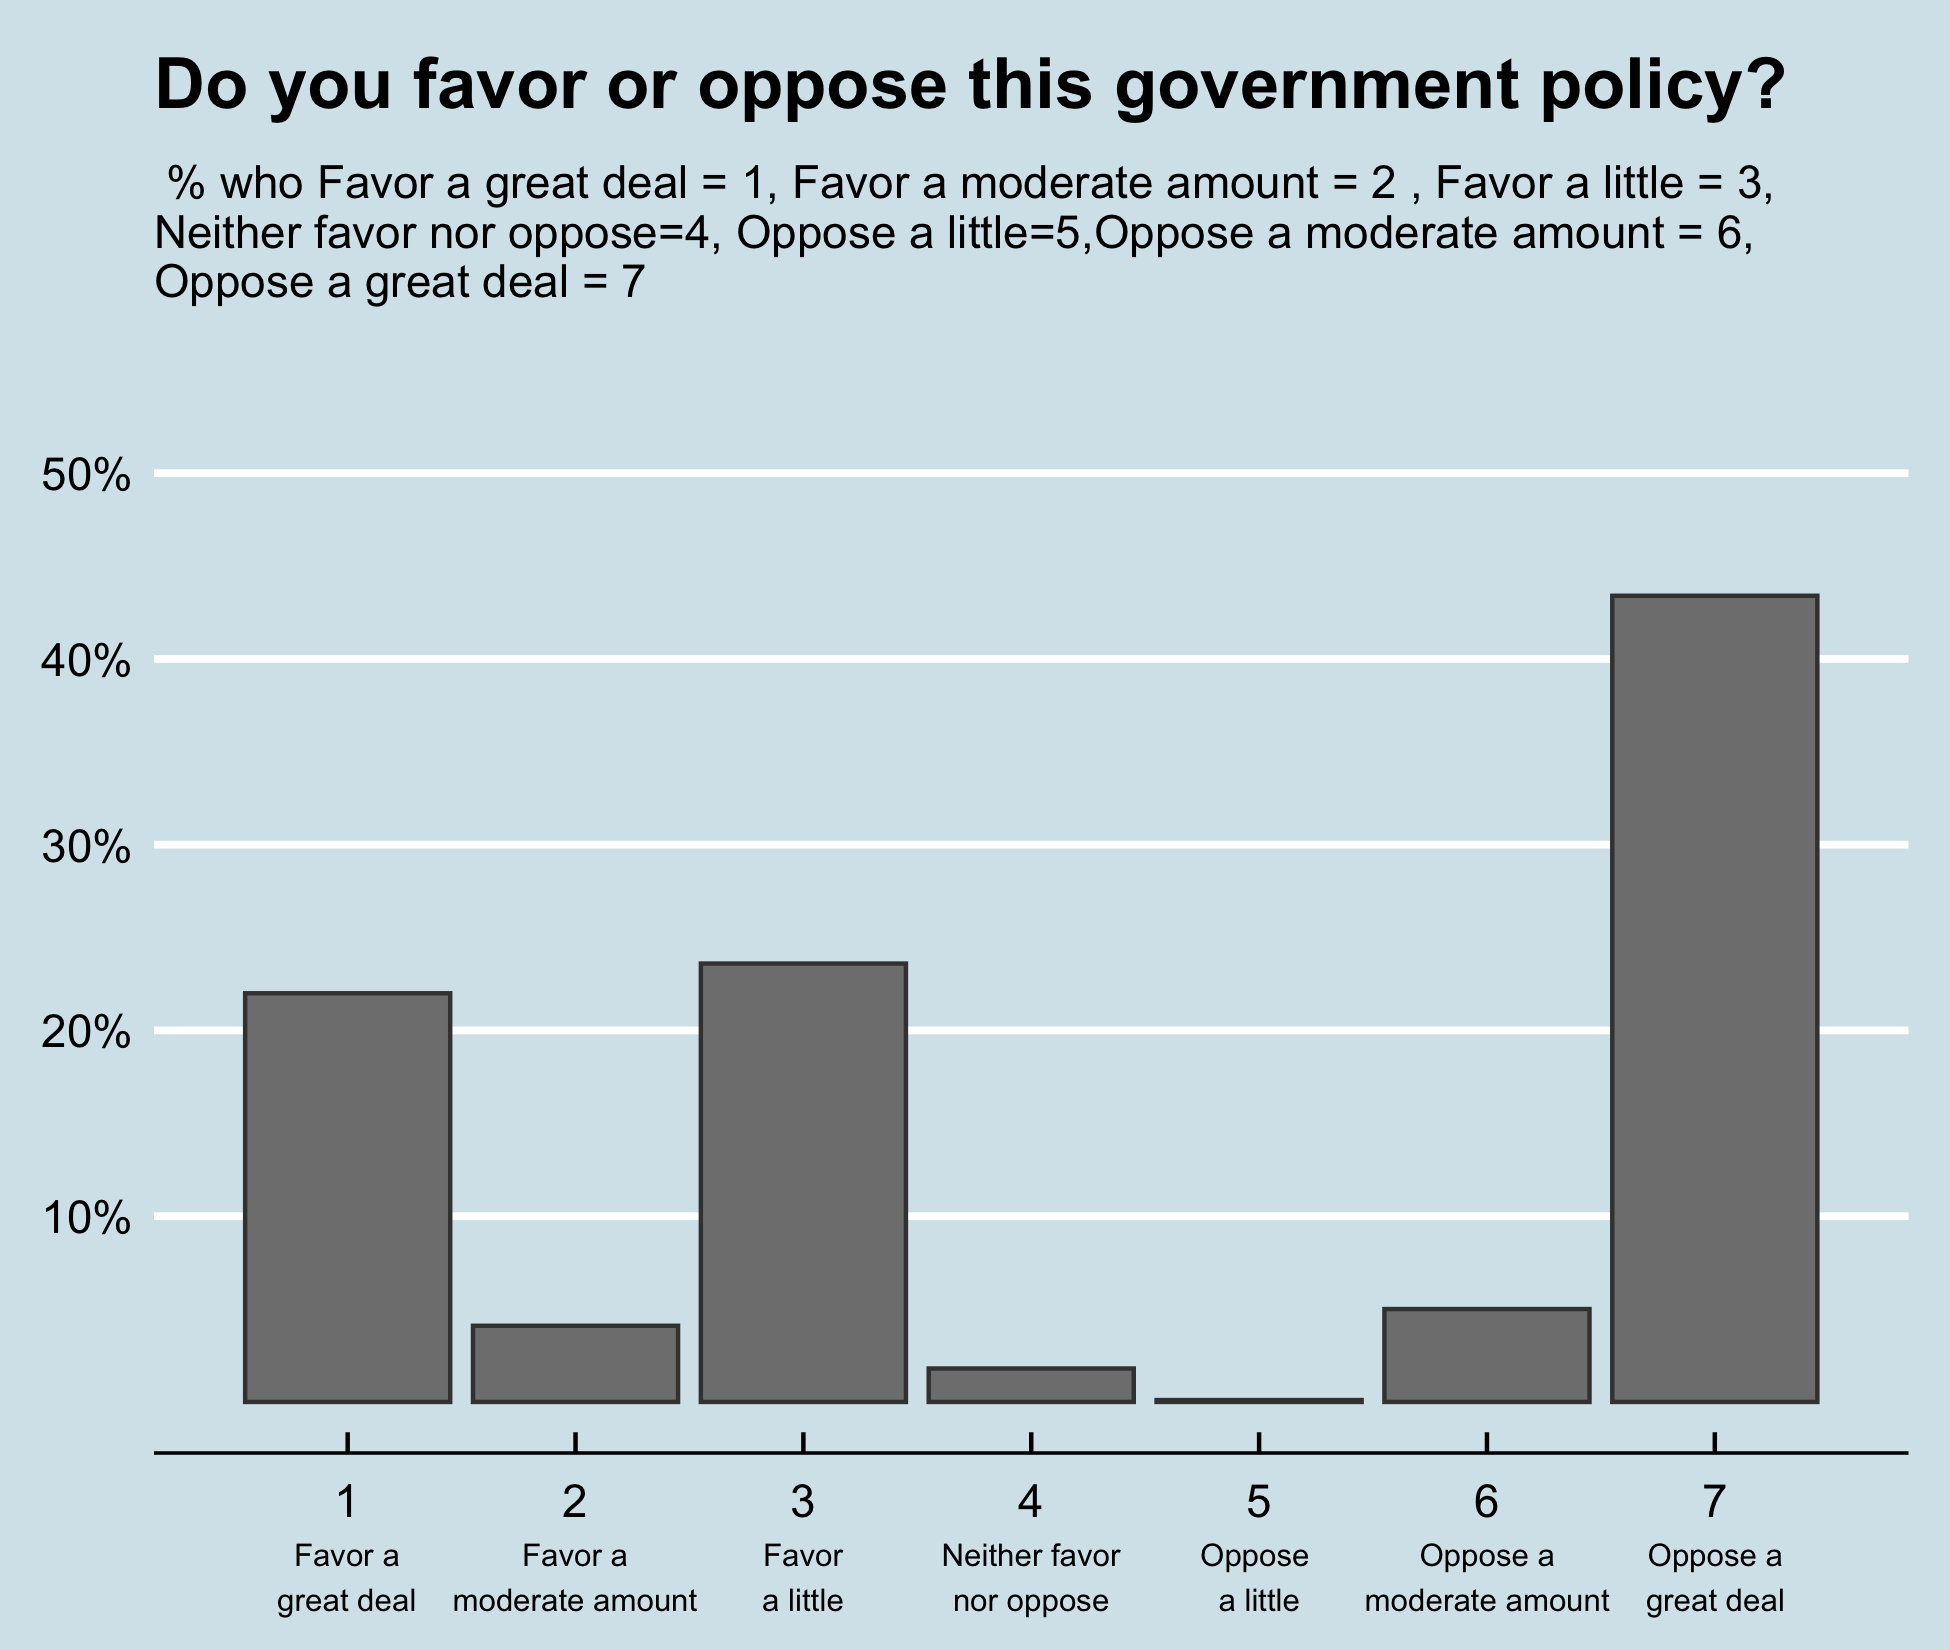 Do you favor or oppose this government policy?
% who Favor a great deal = 1, Favor a moderate amount = 2 , Favor a little = 3,
Neither favor nor oppose=4, Oppose a little=5,Oppose a moderate amount = 6,
Oppose a great deal = 7
50%
40%
30%
20%
10%
1 2 3 4 5 6 7
Favor a Favor a Favor Neither favor Oppose Oppose a Oppose a
great deal moderate amount a little nor oppose a little moderate amount great deal